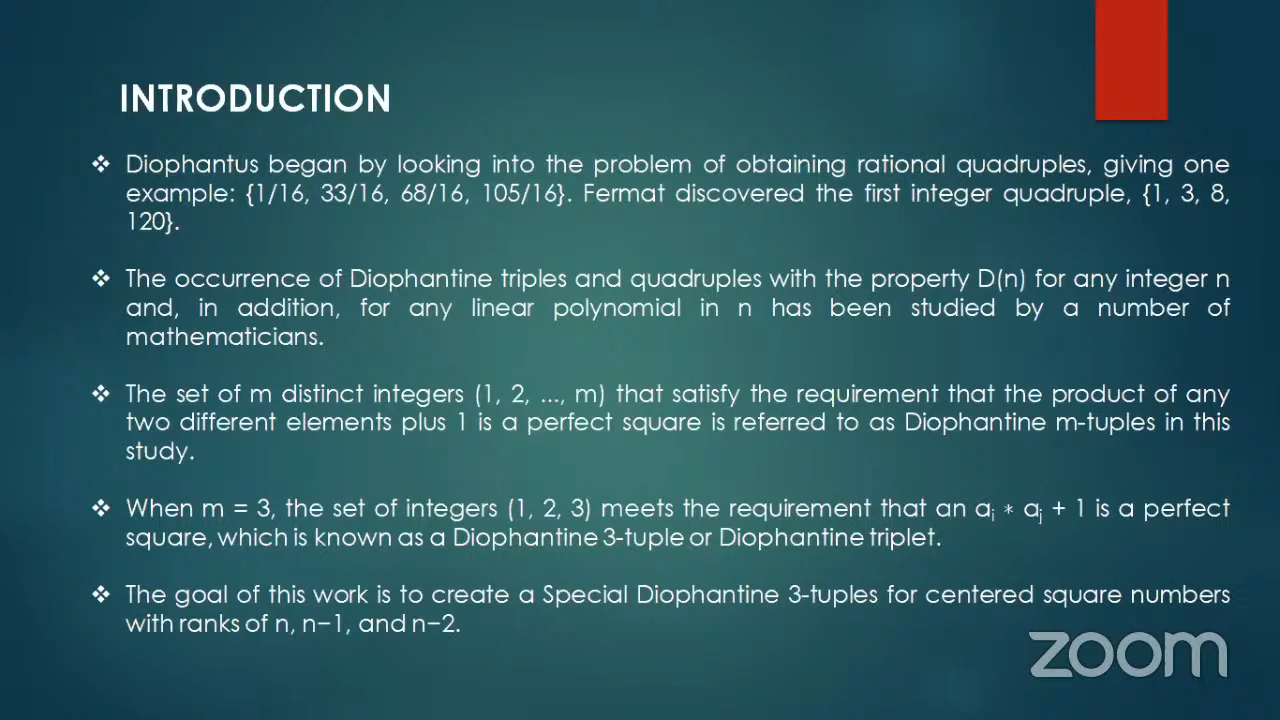 INTRODUCTION
❖ Diophantus began by looking into the problem of obtaining rational quadruples, giving one
example: {1/16, 33/16, 68/16, 105/16}. Fermat discovered the first integer quadruple, {1, 3, 8,
120}.
❖ The occurrence of Diophantine triples and quadruples with the property D(n) for any integer n
and, in addition, for any linear polynomial in n has been studied by a number of
mathematicians.
❖ The set of m distinct integers (1, 2, ..., m) that satisfy the requirement that the product of any
two different elements plus 1 is a perfect square is referred to as Diophantine m-tuples in this
study.
❖ When m = 3, the set of integers (1, 2, 3) meets the requirement that an aᵢ ∗ aⱼ + 1 is a perfect
square, which is known as a Diophantine 3-tuple or Diophantine triplet.
❖ The goal of this work is to create a Special Diophantine 3-tuples for centered square numbers
with ranks of n, n−1, and n−2.
zoom